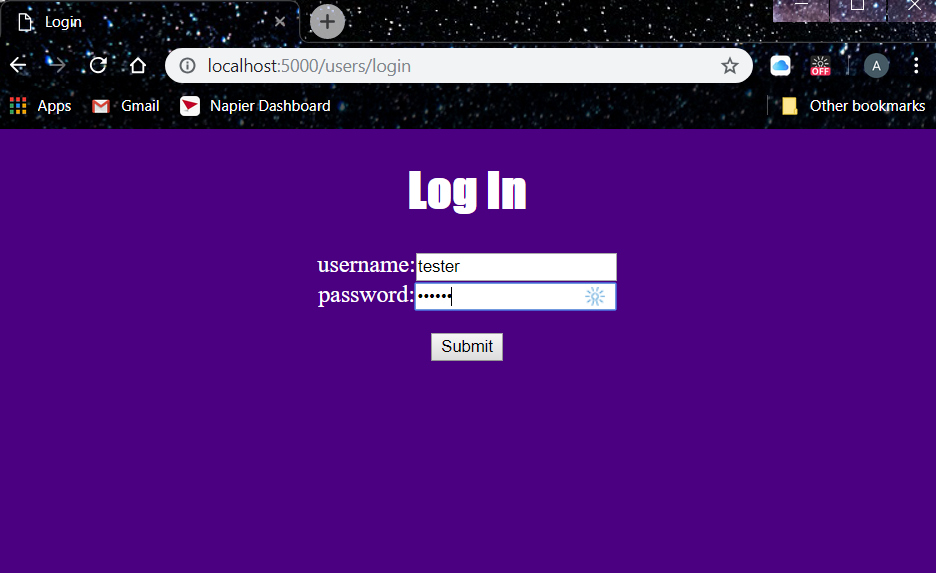 Login
localhost:5000/users/login
OFF
A
Apps Gmail Napier Dashboard Other bookmarks
Log In
username:tester
password:••••••
Submit